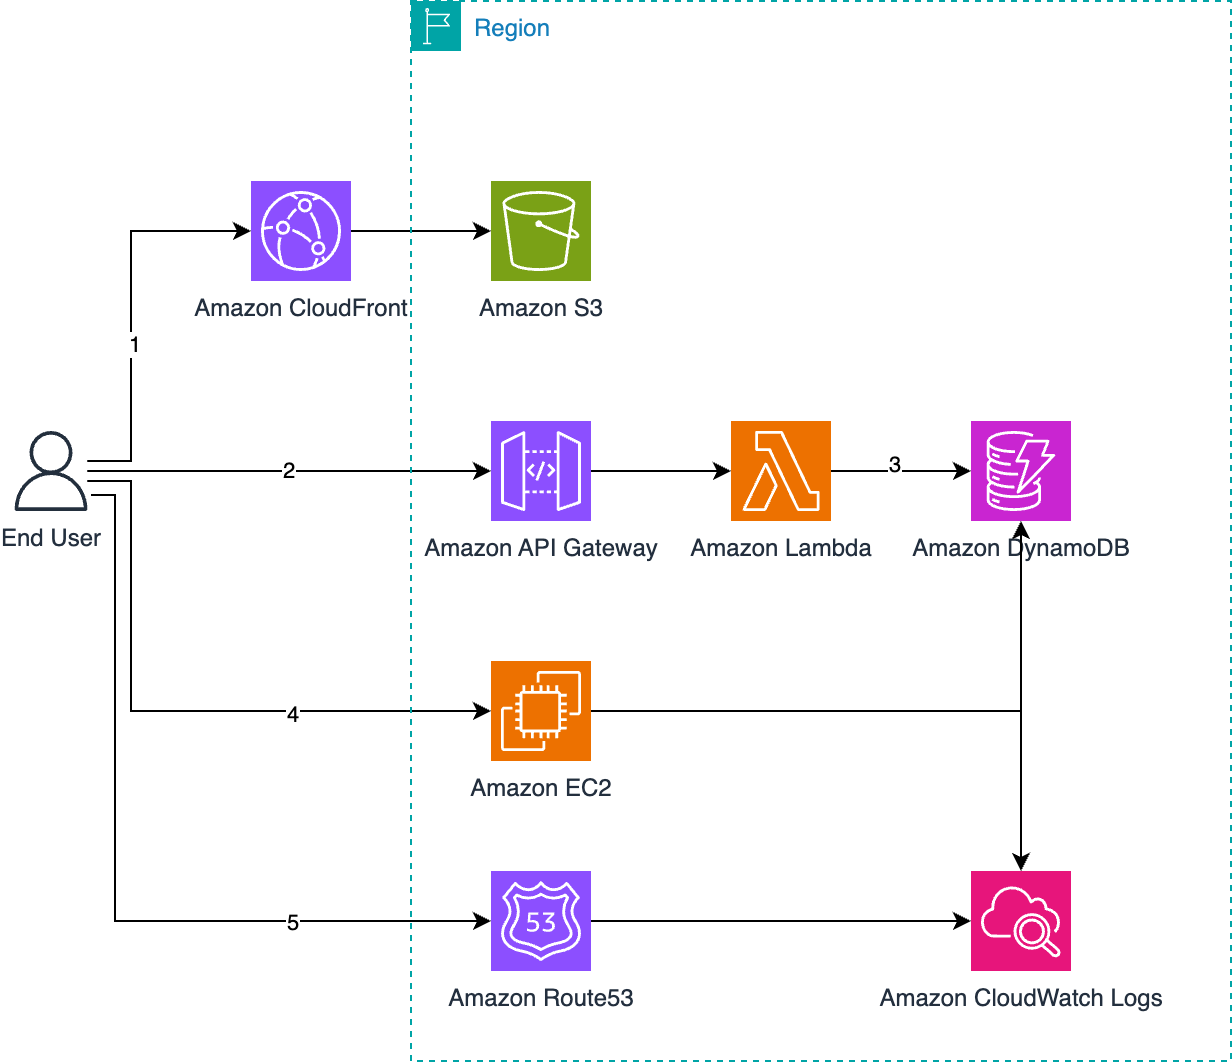 Region
Amazon CloudFront
Amazon S3
1
End User
2
</>
3
Amazon API Gateway
Amazon Lambda
Amazon DynamoDB
4
Amazon EC2
5
53
Amazon Route53
Amazon CloudWatch Logs